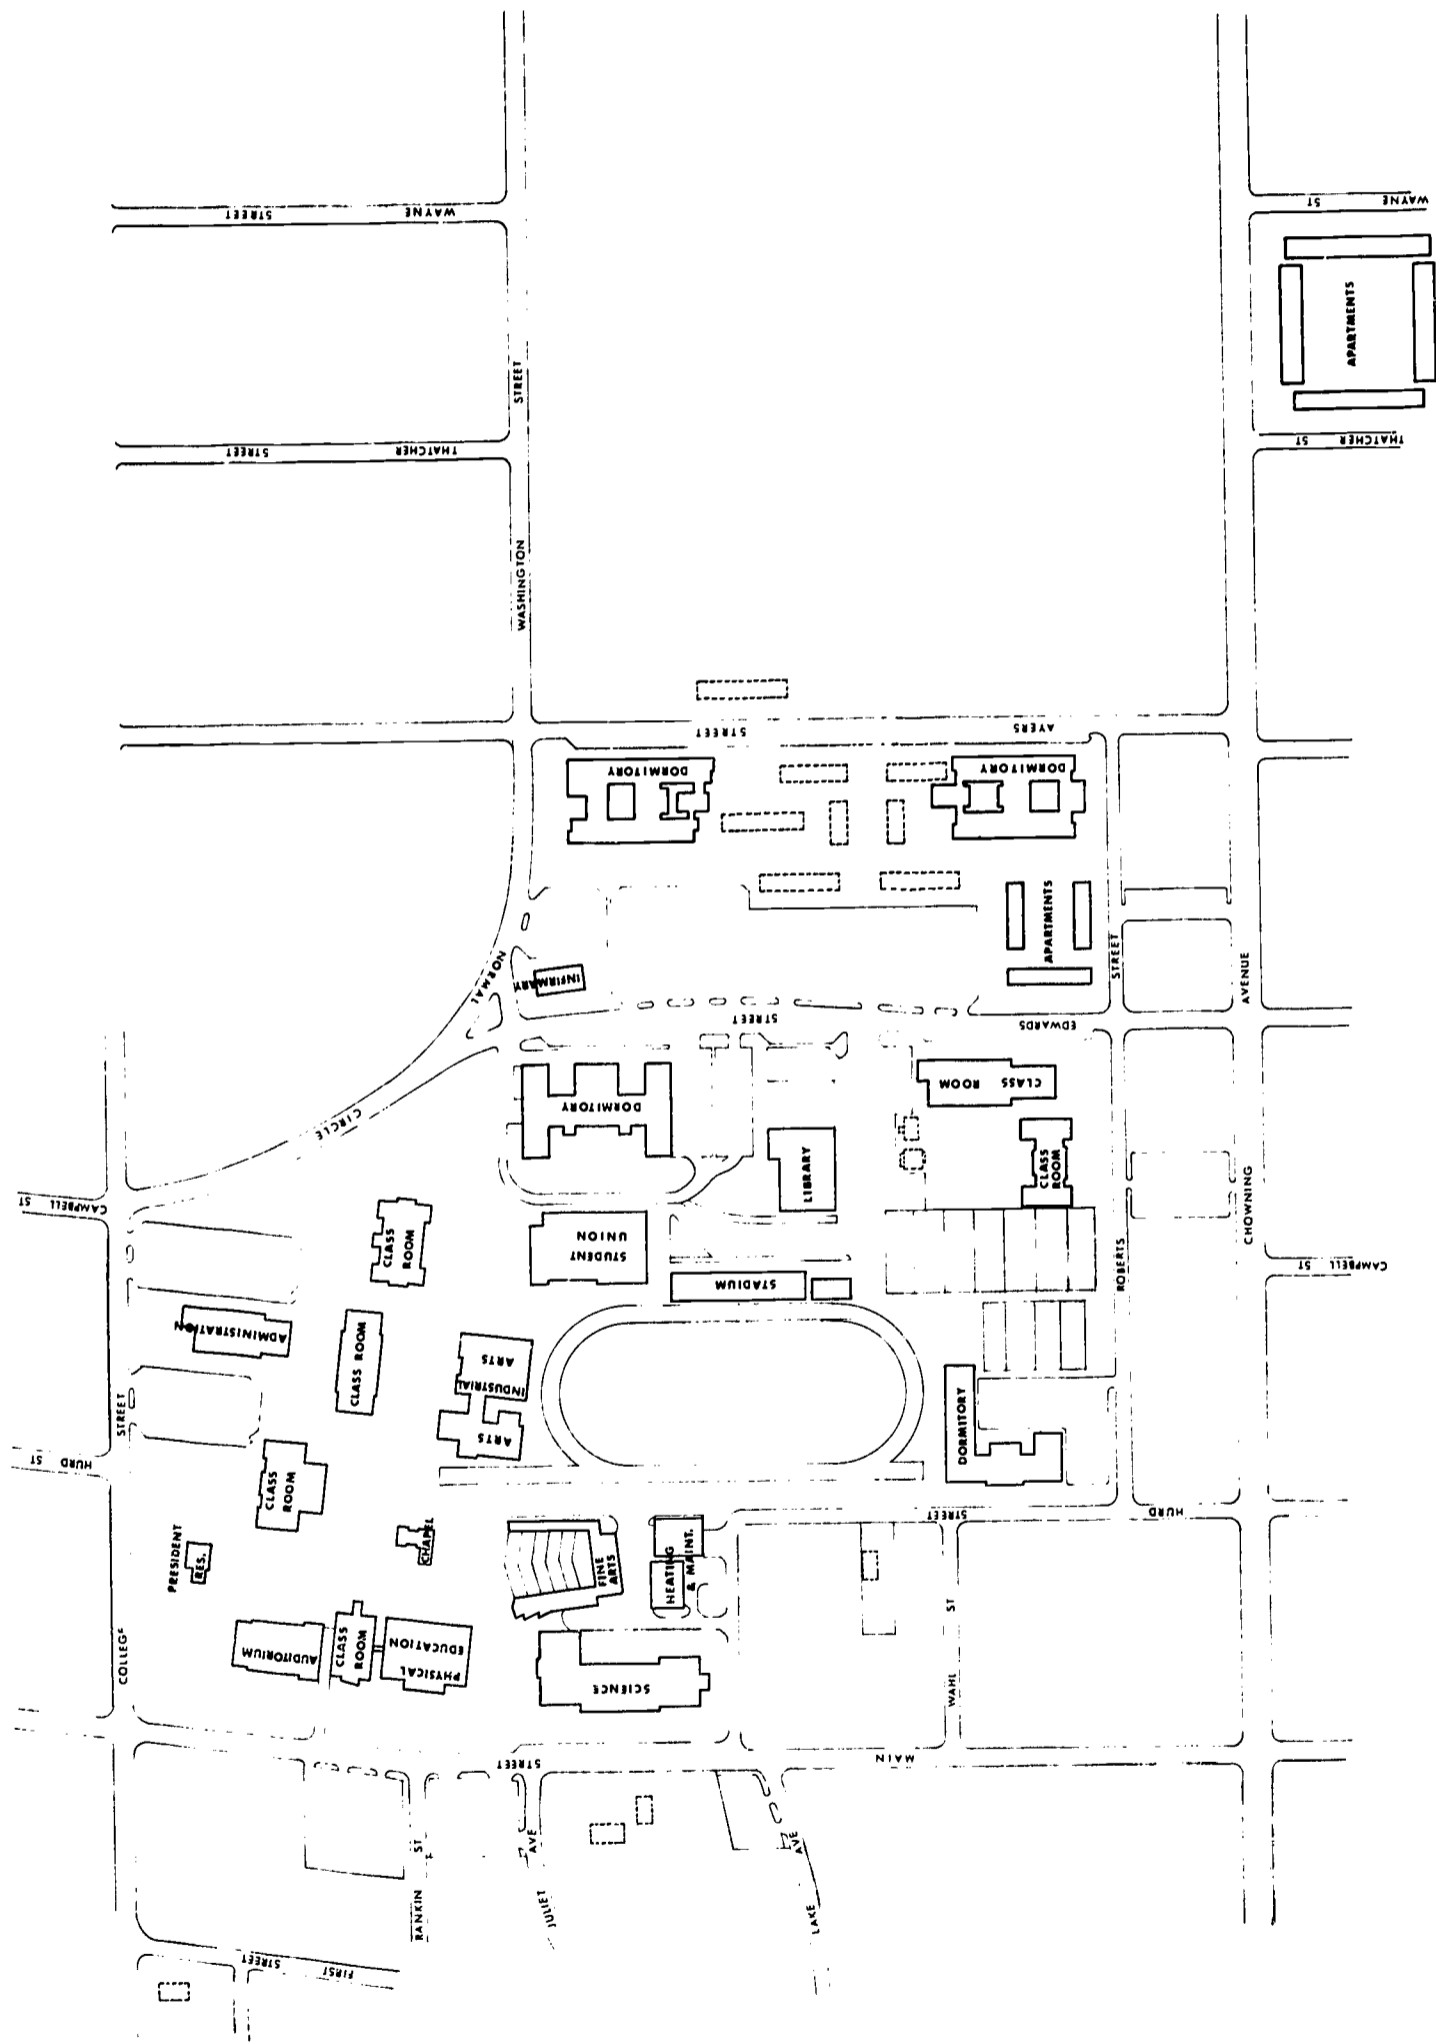 WAYNE
STREET
WAYNE
ST
APARTMENTS
STREET
THATCHER
STREET
THATCHER
ST
WASHINGTON
STREET
AYERS
DORMITORY
DORMITORY
APARTMENTS
STREET
AVENUE
NORMAL
INFIRMARY
STREET
EDWARDS
CIRCLE
DORMITORY
CLASS
ROOM
LIBRARY
CLASS
ROOM
CAMPBELL
ST
CLASS
ROOM
STUDENT
UNION
STADIUM
ROBERTS
CHOWNING
CAMPBELL
ST
ADMINISTRATION
CLASS ROOM
INDUSTRIAL
ARTS
ARTS
STREET
HURD
ST
DORMITORY
CLASS
ROOM
STREET
HURD
PRESIDENT
RES.
CHAPEL
FINE
ARTS
HEATING
& MAINT.
COLLEGE
AUDITORIUM
CLASS
ROOM
PHYSICAL
EDUCATION
SCIENCE
WAHL
ST
STREET
MAIN
RANKIN
ST
JULIET
AVE
LAKE
AVE
FIRST
STREET